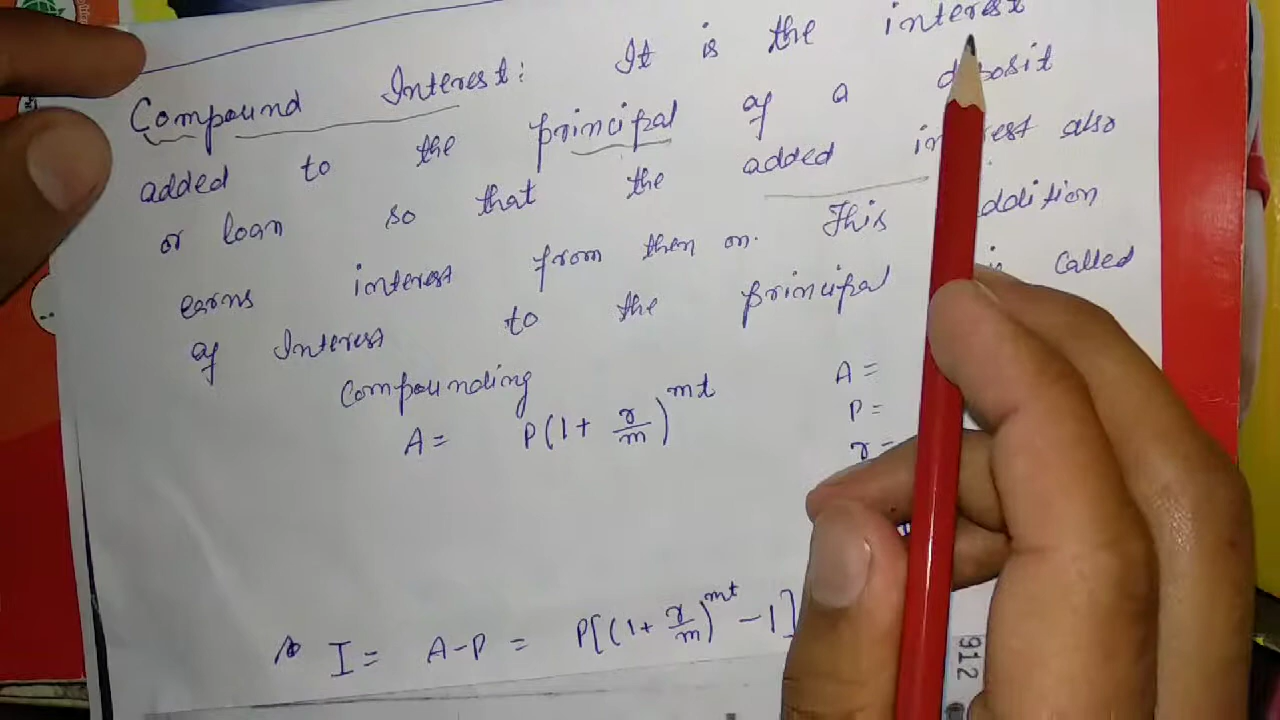 Compound Interest: It is the interest
added to the principal of a deposit
or loan so that the added interest also
earns interest from then on. This addition
of Interest to the principal is called
Compounding
A = P(1 + r/m)^mt
A =
P =
r =
I = A-P = P[(1 + r/m)^mt - 1]
912